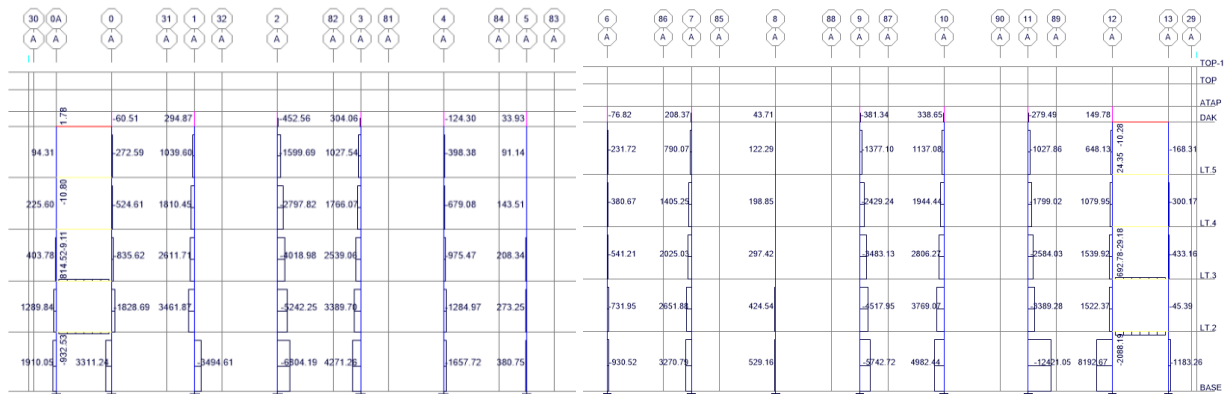 30 0A 0 31 1 32 2 82 3 81 4 84 5 83 6 86 7 85 8 88 9 87 10 90 11 89 12 13 29
A A A A A A A A A A A A A A A A A A A A A A A A A A A A A
TOP-1
TOP
ATAP
1.78 -60.51 294.87 -452.56 304.06 -124.30 33.93 -76.82 208.37 43.71 -381.34 338.65 -279.49 149.78 DAK
94.31 -272.59 1039.60 -1599.69 1027.54 -398.38 91.14 -231.72 790.07 122.29 -1377.10 1137.08 -1027.86 648.13 24.35 -10.28 -168.31
LT.5
225.60 -10.80 -524.61 1810.45 -2797.82 1766.07 -679.08 143.51 -380.67 1405.25 198.85 -2429.24 1944.44 -1799.02 1079.95 -300.17
LT.4
403.78 814.52 -9.11 -835.62 2611.71 -4018.98 2539.06 -975.47 208.34 -541.21 2025.03 297.42 -3483.13 2806.27 -2584.03 1539.92 692.78 -29.18 -433.16
LT.3
1289.84 -1828.69 3461.87 -5242.25 3389.70 -1284.97 273.25 -731.95 2651.88 424.54 -4517.95 3769.07 -3389.28 1522.37 -45.39
LT.2
1910.05 -932.53 3311.24 -3494.61 -6804.19 4271.26 -1657.72 380.75 -930.52 3270.79 529.16 -5742.72 4982.44 -12421.05 8192.67 -2088.19 -1183.26
BASE